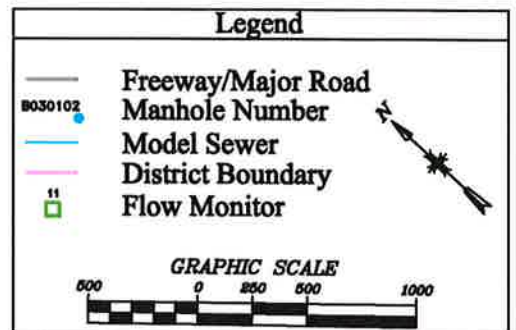 Legend
Freeway/Major Road
B030102 Manhole Number
Model Sewer
District Boundary
11 Flow Monitor
N
GRAPHIC SCALE
500 0 250 500 1000